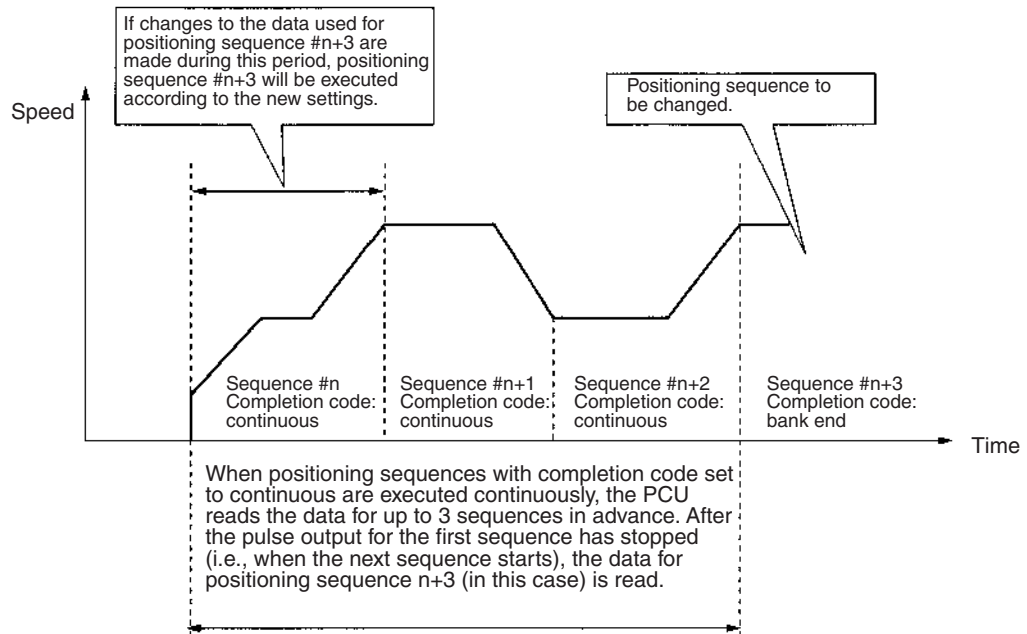 If changes to the data used for
positioning sequence #n+3 are
made during this period, positioning
sequence #n+3 will be executed
according to the new settings.
Positioning sequence to
be changed.
Speed
Sequence #n
Completion code:
continuous
Sequence #n+1
Completion code:
continuous
Sequence #n+2
Completion code:
continuous
Sequence #n+3
Completion code:
bank end
Time
When positioning sequences with completion code set
to continuous are executed continuously, the PCU
reads the data for up to 3 sequences in advance. After
the pulse output for the first sequence has stopped
(i.e., when the next sequence starts), the data for
positioning sequence n+3 (in this case) is read.